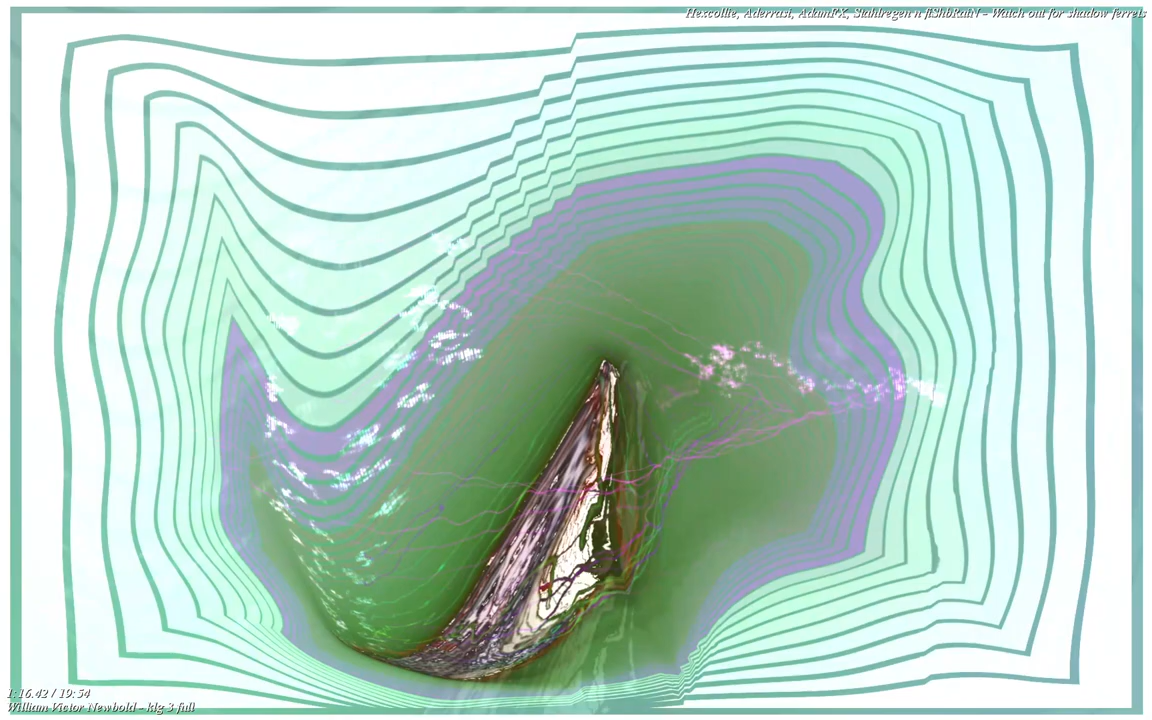 Hexcollie, Aderrasi, AdamFX, Stahlregen n fiShbRaiN - Watch out for shadow ferrets
1:16.42 / 19:54
William Victor Newbold - klg 3 full